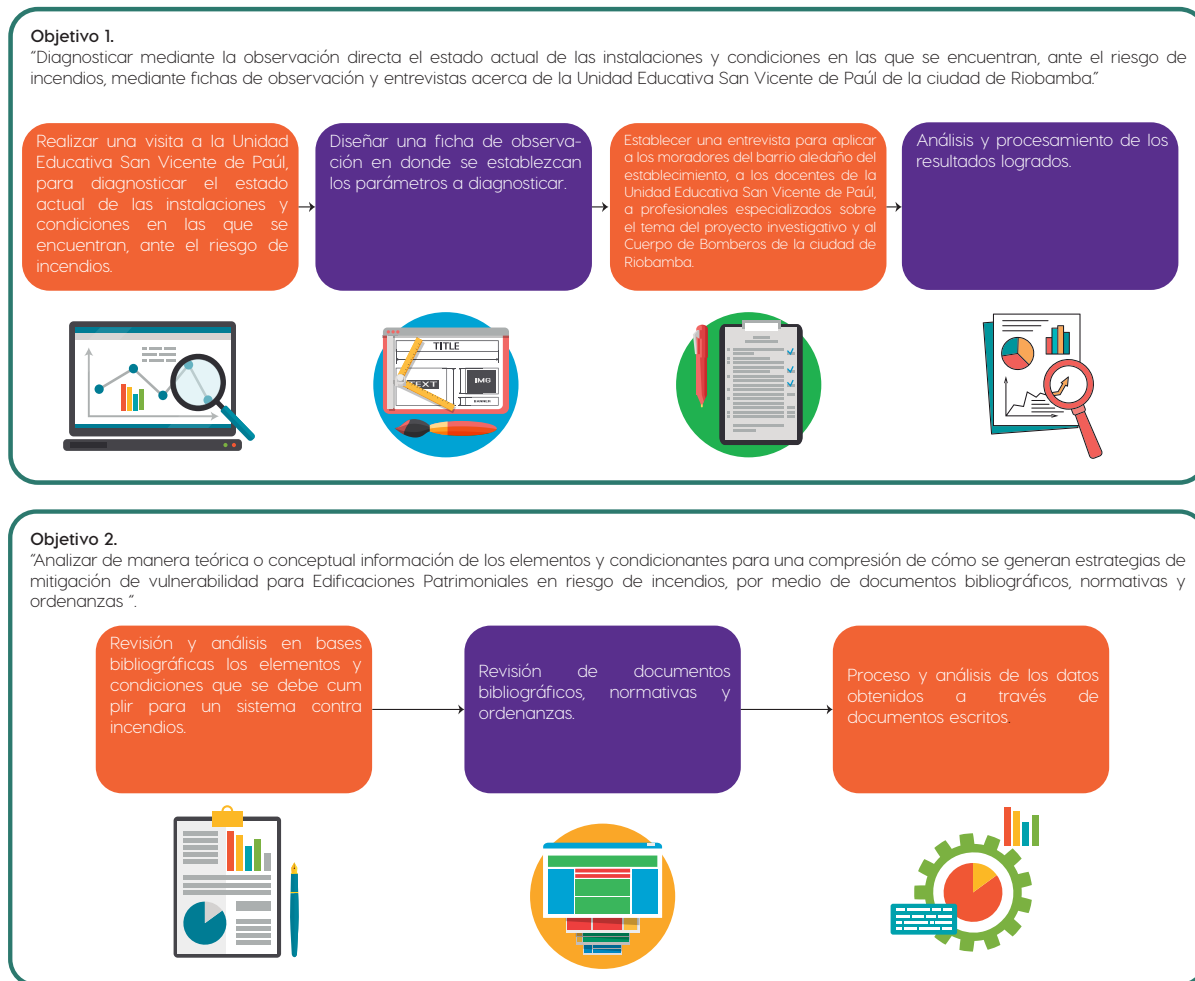 Objetivo 1.
“Diagnosticar mediante la observación directa el estado actual de las instalaciones y condiciones en las que se encuentran, ante el riesgo de
incendios, mediante fichas de observación y entrevistas acerca de la Unidad Educativa San Vicente de Paúl de la ciudad de Riobamba.”
Realizar una visita a la Unidad
Educativa San Vicente de Paúl,
para diagnosticar el estado
actual de las instalaciones y
condiciones en las que se
encuentran, ante el riesgo de
incendios.
Diseñar una ficha de observa-
ción en donde se establezcan
los parámetros a diagnosticar.
Establecer una entrevista para aplicar
a los moradores del barrio aledaño del
establecimiento, a los docentes de la
Unidad Educativa San Vicente de Paúl,
a profesionales especializados sobre
el tema del proyecto investigativo y al
Cuerpo de Bomberos de la ciudad de
Riobamba.
Análisis y procesamiento de los
resultados logrados.
TITLE
TEXT
IMG
Objetivo 2.
“Analizar de manera teórica o conceptual información de los elementos y condicionantes para una compresión de cómo se generan estrategias de
mitigación de vulnerabilidad para Edificaciones Patrimoniales en riesgo de incendios, por medio de documentos bibliográficos, normativas y
ordenanzas “.
Revisión y análisis en bases
bibliográficas los elementos y
condiciones que se debe cum
plir para un sistema contra
incendios.
Revisión de documentos
bibliográficos, normativas y
ordenanzas.
Proceso y análisis de los datos
obtenidos a través de
documentos escritos.